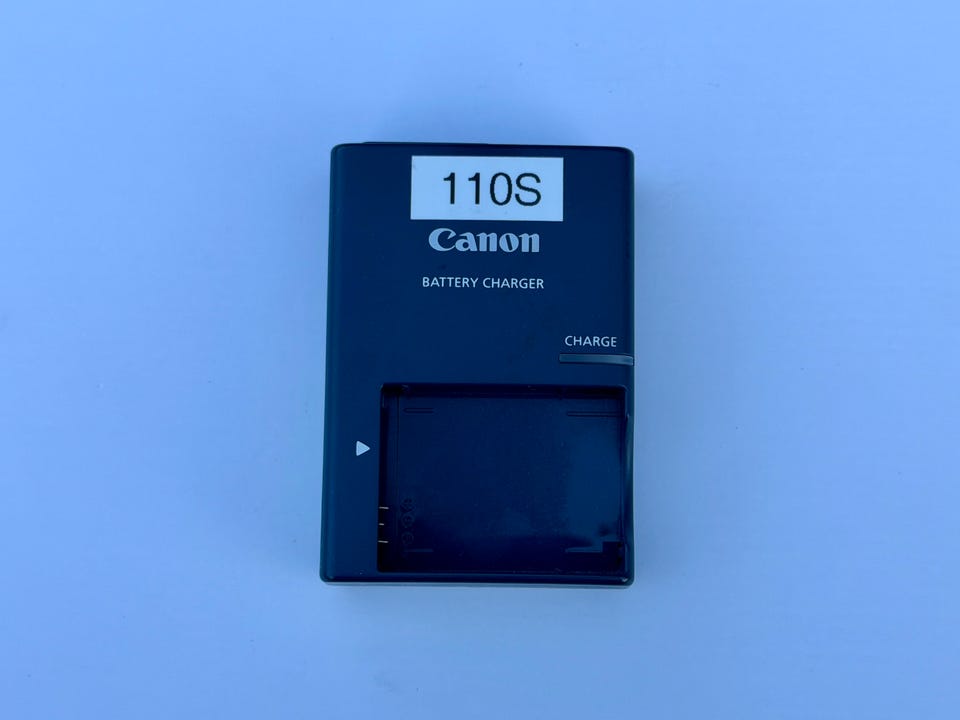 110S
Canon
BATTERY CHARGER
CHARGE